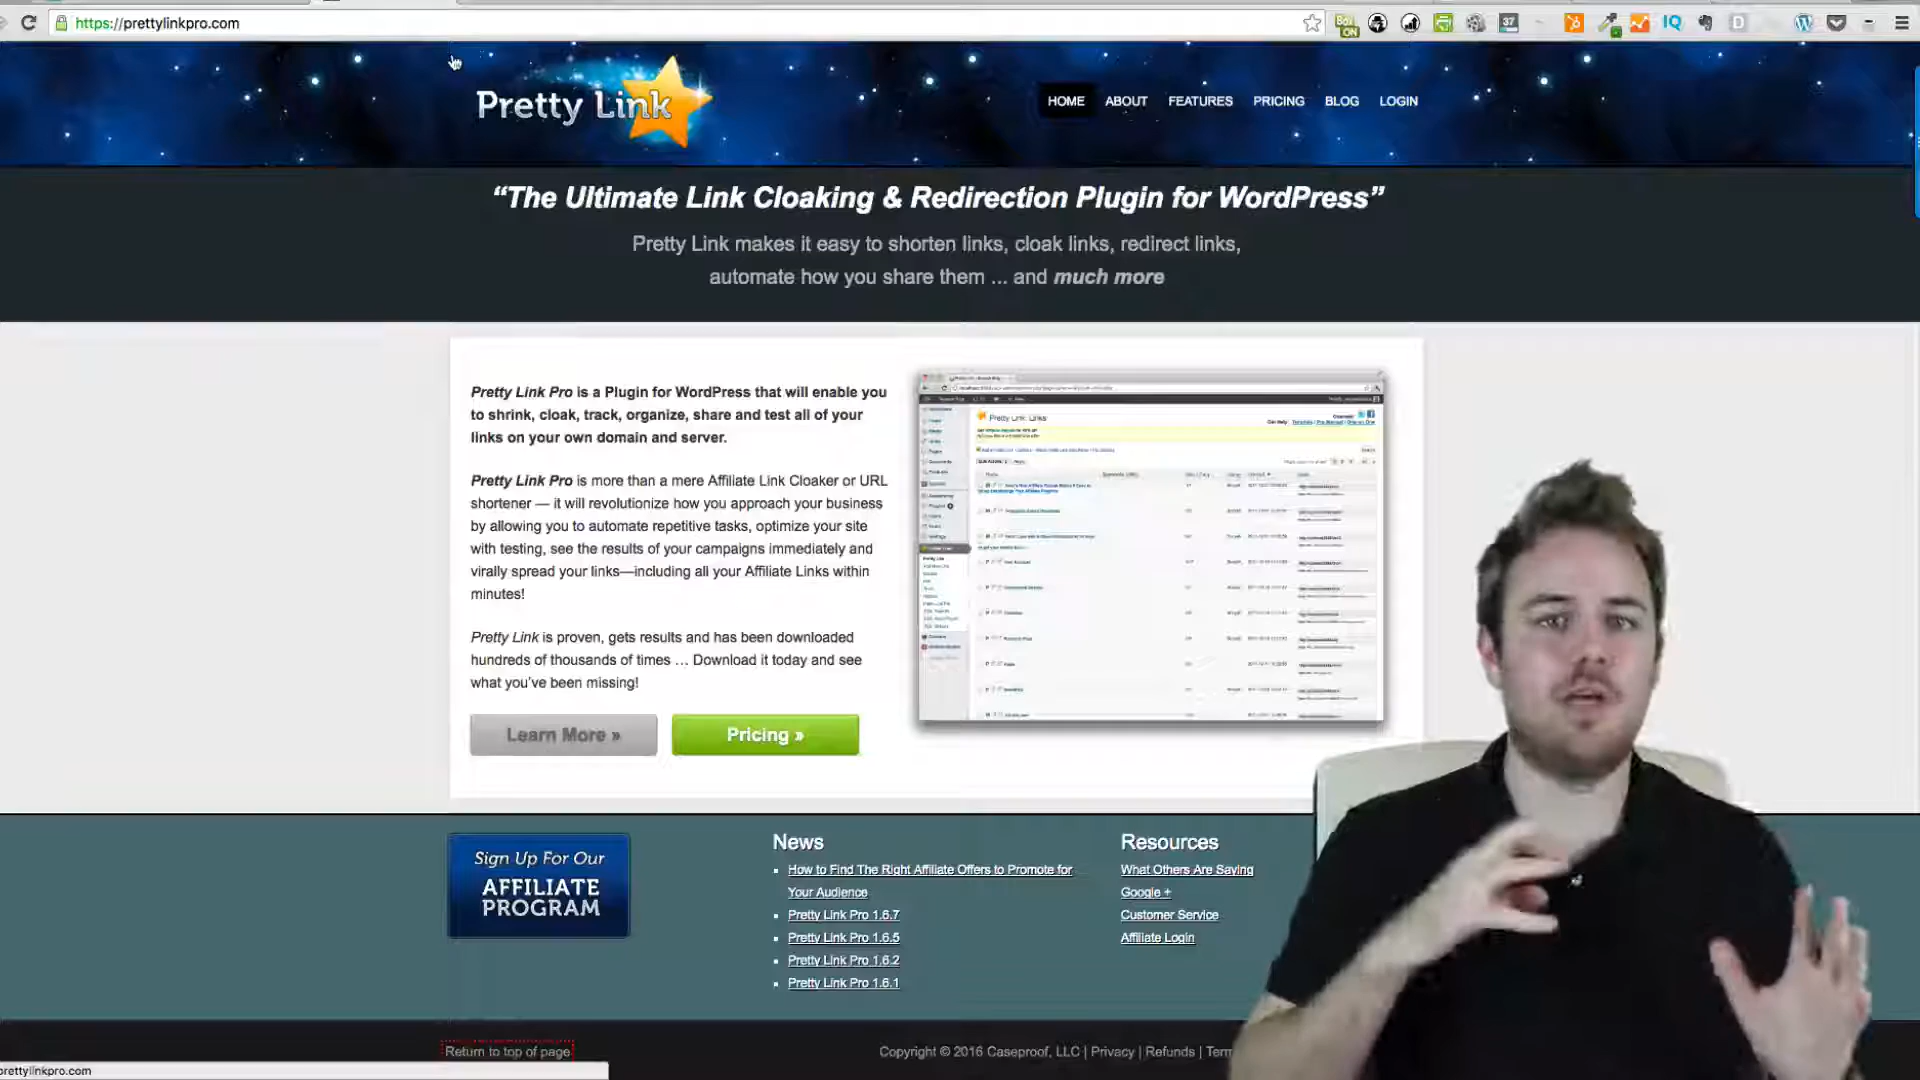 https://prettylinkpro.com
Pretty Link
HOME ABOUT FEATURES PRICING BLOG LOGIN
“The Ultimate Link Cloaking & Redirection Plugin for WordPress”
Pretty Link makes it easy to shorten links, cloak links, redirect links,
automate how you share them ... and much more
Pretty Link Pro is a Plugin for WordPress that will enable you
to shrink, cloak, track, organize, share and test all of your
links on your own domain and server.
Pretty Link Pro is more than a mere Affiliate Link Cloaker or URL
shortener — it will revolutionize how you approach your business
by allowing you to automate repetitive tasks, optimize your site
with testing, see the results of your campaigns immediately and
virally spread your links—including all your Affiliate Links within
minutes!
Pretty Link is proven, gets results and has been downloaded
hundreds of thousands of times … Download it today and see
what you’ve been missing!
Learn More »
Pricing »
Pretty Link: Links
Sign Up For Our
AFFILIATE
PROGRAM
News
How to Find The Right Affiliate Offers to Promote for
Your Audience
Pretty Link Pro 1.6.7
Pretty Link Pro 1.6.5
Pretty Link Pro 1.6.2
Pretty Link Pro 1.6.1
Resources
What Others Are Saying
Google +
Customer Service
Affiliate Login
Return to top of page
Copyright © 2016 Caseproof, LLC | Privacy | Refunds | Term
prettylinkpro.com